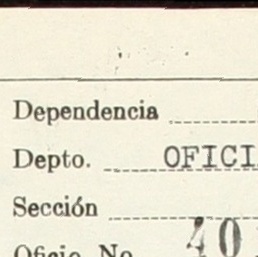 Dependencia
Depto. OFICI
Sección
Oficio No. 40